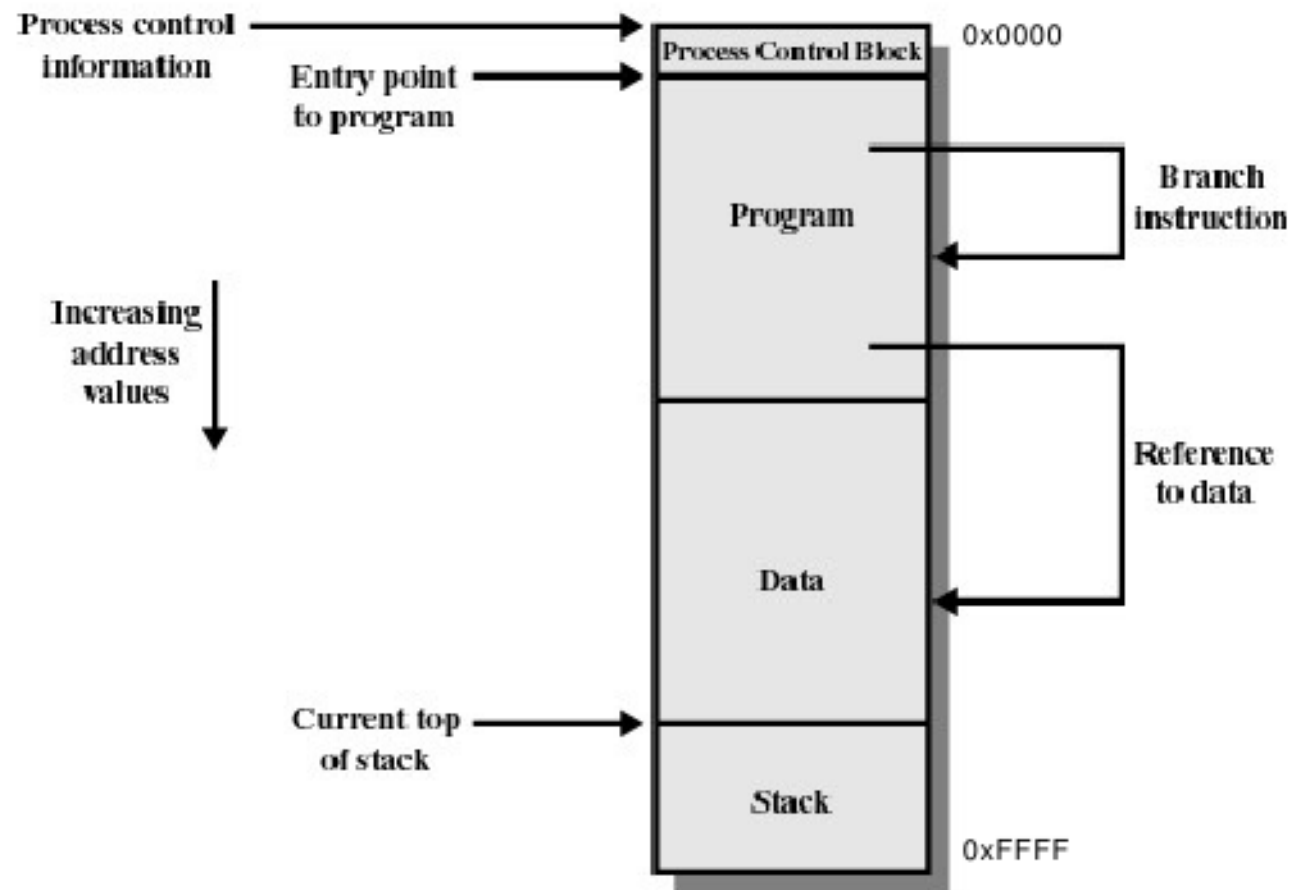 Process control
information
Process Control Block
0x0000
Entry point
to program
Branch
instruction
Program
Increasing
address
values
Reference
to data
Data
Current top
of stack
Stack
0xFFFF